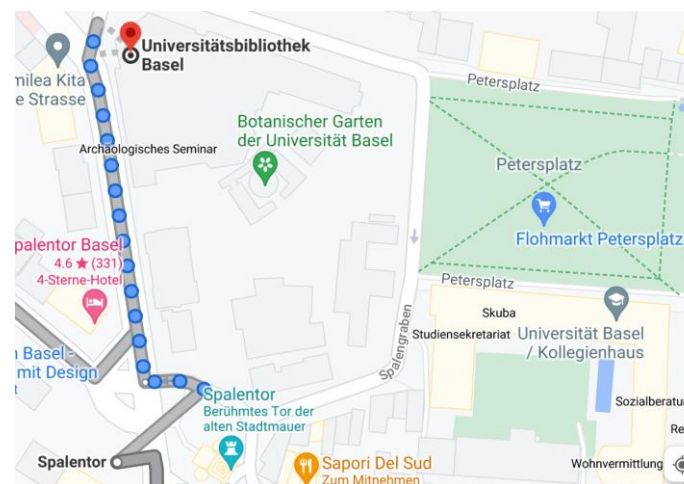 Universitätsbibliothek
Basel
milea Kita
e Strasse
Petersplatz
Botanischer Garten
der Universität Basel
Archäologisches Seminar
Petersplatz
Flohmarkt Petersplatz
palentor Basel
4.6 ★ (331)
4-Sterne-Hotel
Petersplatz
Skuba
Studiensekretariat
Universität Basel
/ Kollegienhaus
Spalengraben
n Basel -
mit Design
t
Spalentor
Berühmtes Tor der
alten Stadtmauer
Sozialberatu
Re
Spalentor
Sapori Del Sud
Zum Mitnehmen
Wohnvermittlung